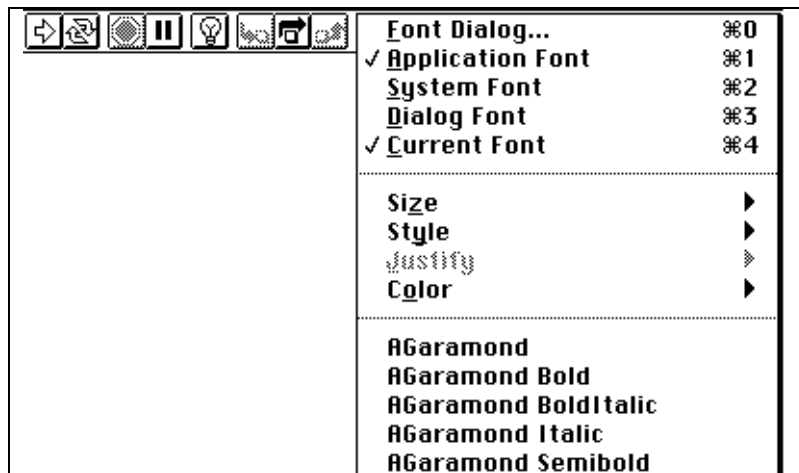 Font Dialog... ⌘0
✓ Application Font ⌘1
System Font ⌘2
Dialog Font ⌘3
✓ Current Font ⌘4
Size
Style
Justify
Color
AGaramond
AGaramond Bold
AGaramond BoldItalic
AGaramond Italic
AGaramond Semibold